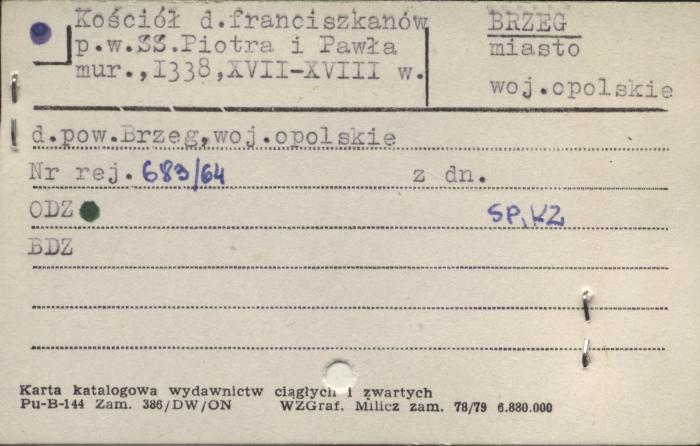 Kościół d.franciszkanów
p.w.SS.Piotra i Pawła
mur.,I338,XVII-XVIII w.
BRZEG
miasto
woj.opolskie
d.pow.Brzeg,woj.opolskie
Nr rej. 683/64 z dn.
ODZ SP, KZ
BDZ
Karta katalogowa wydawnictw ciągłych i zwartych
Pu-B-144 Zam. 386/DW/ON WZGraf. Milicz zam. 78/79 6.880.000